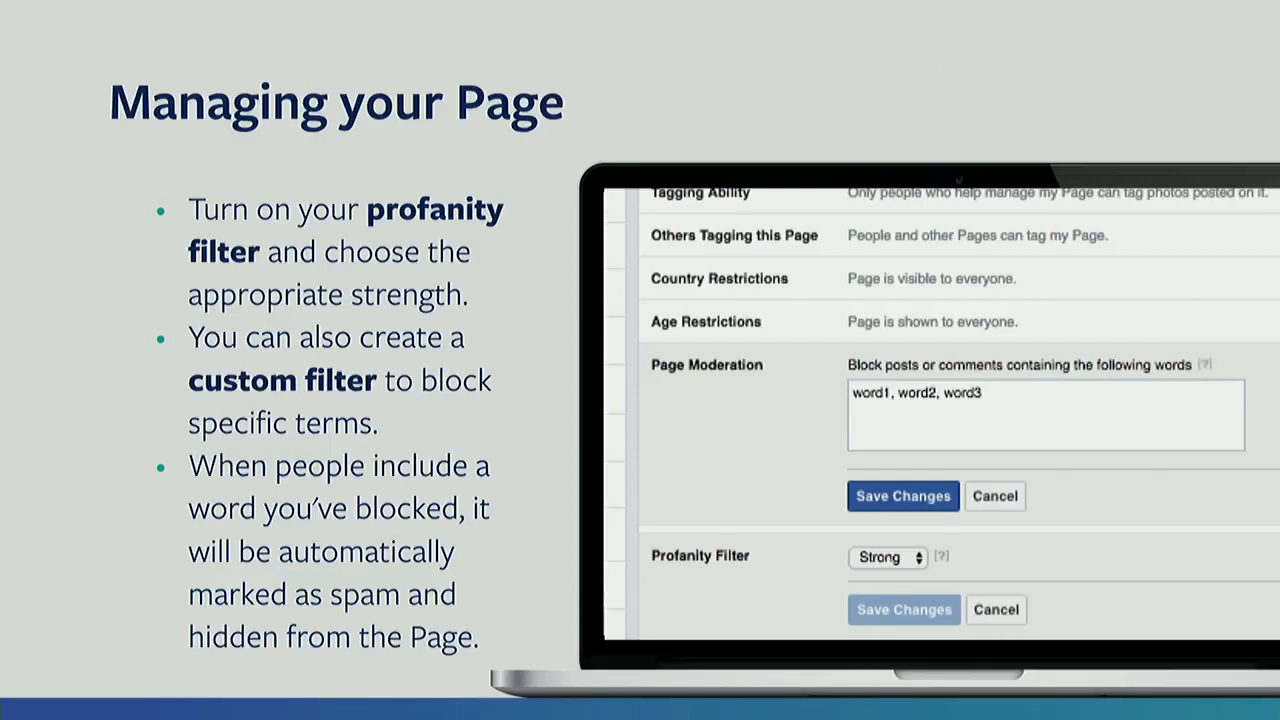 Managing your Page
• Turn on your profanity
filter and choose the
appropriate strength.
• You can also create a
custom filter to block
specific terms.
• When people include a
word you've blocked, it
will be automatically
marked as spam and
hidden from the Page.
Tagging Ability Only people who help manage my Page can tag photos posted on it.
Others Tagging this Page People and other Pages can tag my Page.
Country Restrictions Page is visible to everyone.
Age Restrictions Page is shown to everyone.
Page Moderation Block posts or comments containing the following words [?]
word1, word2, word3
Save Changes Cancel
Profanity Filter Strong [?]
Save Changes Cancel